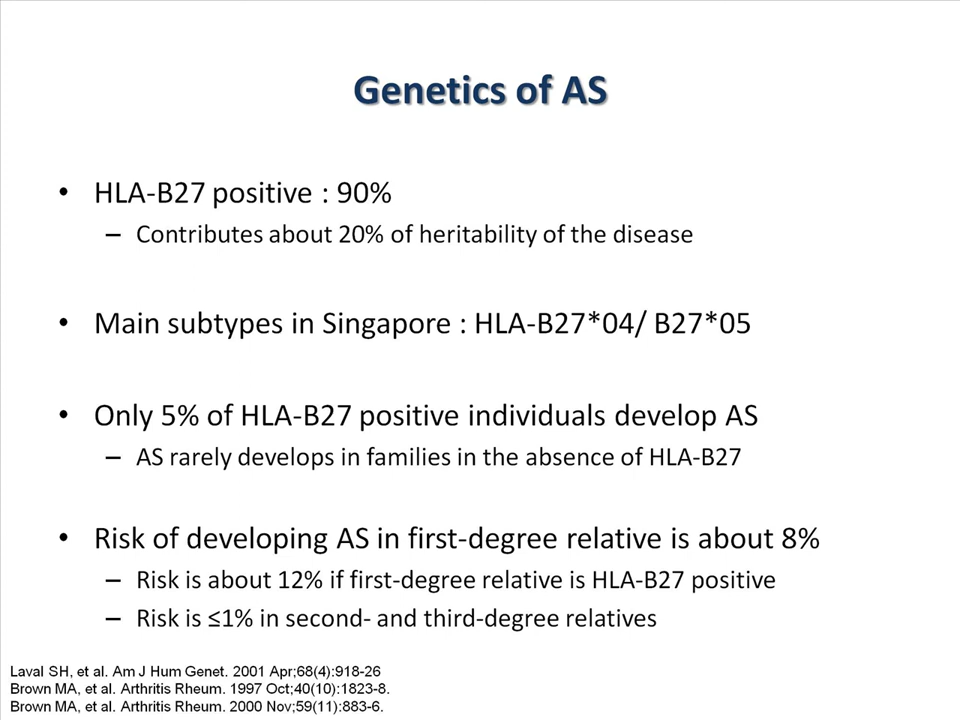 Genetics of AS
• HLA-B27 positive : 90%
– Contributes about 20% of heritability of the disease
• Main subtypes in Singapore : HLA-B27*04/ B27*05
• Only 5% of HLA-B27 positive individuals develop AS
– AS rarely develops in families in the absence of HLA-B27
• Risk of developing AS in first-degree relative is about 8%
– Risk is about 12% if first-degree relative is HLA-B27 positive
– Risk is ≤1% in second- and third-degree relatives
Laval SH, et al. Am J Hum Genet. 2001 Apr;68(4):918-26
Brown MA, et al. Arthritis Rheum. 1997 Oct;40(10):1823-8.
Brown MA, et al. Arthritis Rheum. 2000 Nov;59(11):883-6.